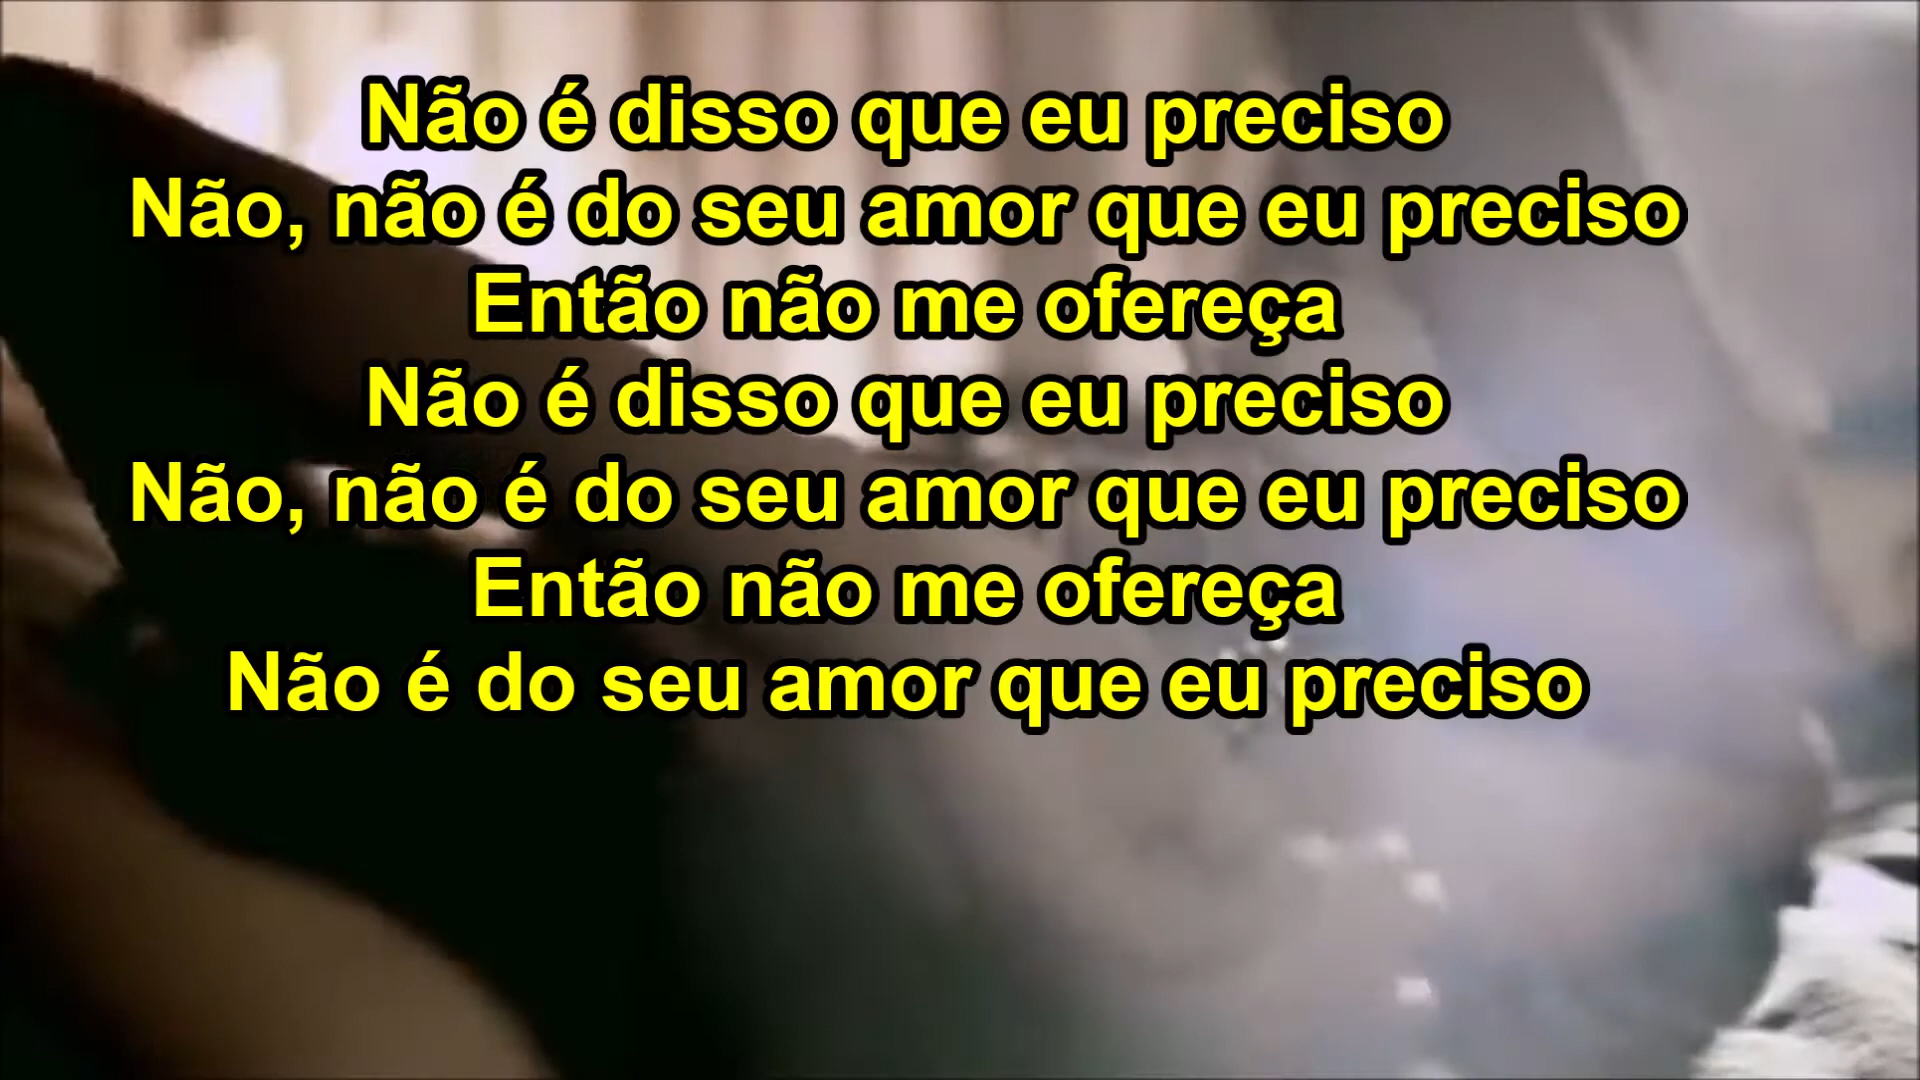 Não é disso que eu preciso
Não, não é do seu amor que eu preciso
Então não me ofereça
Não é disso que eu preciso
Não, não é do seu amor que eu preciso
Então não me ofereça
Não é do seu amor que eu preciso